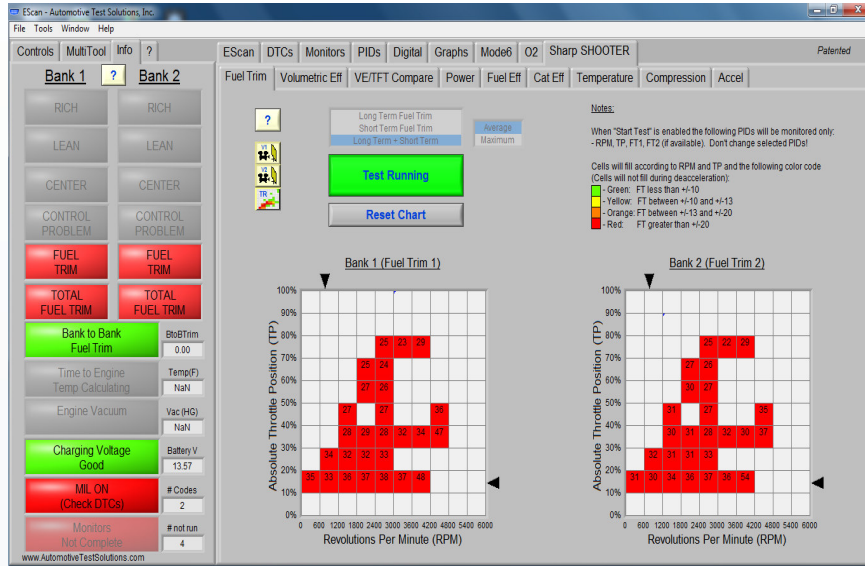 EScan - Automotive Test Solutions, Inc.
File Tools Window Help
Controls MultiTool Info ?
EScan DTCs Monitors PIDs Digital Graphs Mode6 O2 Sharp SHOOTER
Patented
Fuel Trim Volumetric Eff VE/TFT Compare Power Fuel Eff Cat Eff Temperature Compression Accel
Bank 1 ? Bank 2
RICH RICH
LEAN LEAN
CENTER CENTER
CONTROL PROBLEM CONTROL PROBLEM
FUEL TRIM FUEL TRIM
TOTAL FUEL TRIM TOTAL FUEL TRIM
Bank to Bank
Fuel Trim
BtoBTrim
0.00
Time to Engine
Temp Calculating
Temp(F)
NaN
Engine Vacuum
Vac (HG)
NaN
Charging Voltage
Good
Battery V
13.57
MIL ON
(Check DTCs)
# Codes
2
Monitors
Not Complete
# not run
4
www.AutomotiveTestSolutions.com
?
V1
V2
TR
Long Term Fuel Trim
Short Term Fuel Trim
Long Term + Short Term
Average
Maximum
Test Running
Reset Chart
Notes:
When "Start Test" is enabled the following PIDs will be monitored only:
- RPM, TP, FT1, FT2 (if available). Don't change selected PIDs!
Cells will fill according to RPM and TP and the following color code
(Cells will not fill during deacceleration):
- Green: FT less than +/-10
- Yellow: FT between +/-10 and +/-13
- Orange: FT between +/-13 and +/-20
- Red: FT greater than +/-20
Bank 1 (Fuel Trim 1)
Absolute Throttle Position (TP)
100%
90%
80%
70%
60%
50%
40%
30%
20%
10%
0%
25 23 29
25 24
27 26
27 27 36
28 29 28 32 34 47
34 32 32 33
35 33 36 37 39 37 48
0 600 1200 1800 2400 3000 3600 4200 4800 5400 6000
Revolutions Per Minute (RPM)
Bank 2 (Fuel Trim 2)
Absolute Throttle Position (TP)
100%
90%
80%
70%
60%
50%
40%
30%
20%
10%
0%
25 22 29
27 26
30 27
31 27 35
30 31 28 32 30 37
32 31 31 33
31 30 34 36 37 36 54
0 600 1200 1800 2400 3000 3600 4200 4800 5400 6000
Revolutions Per Minute (RPM)